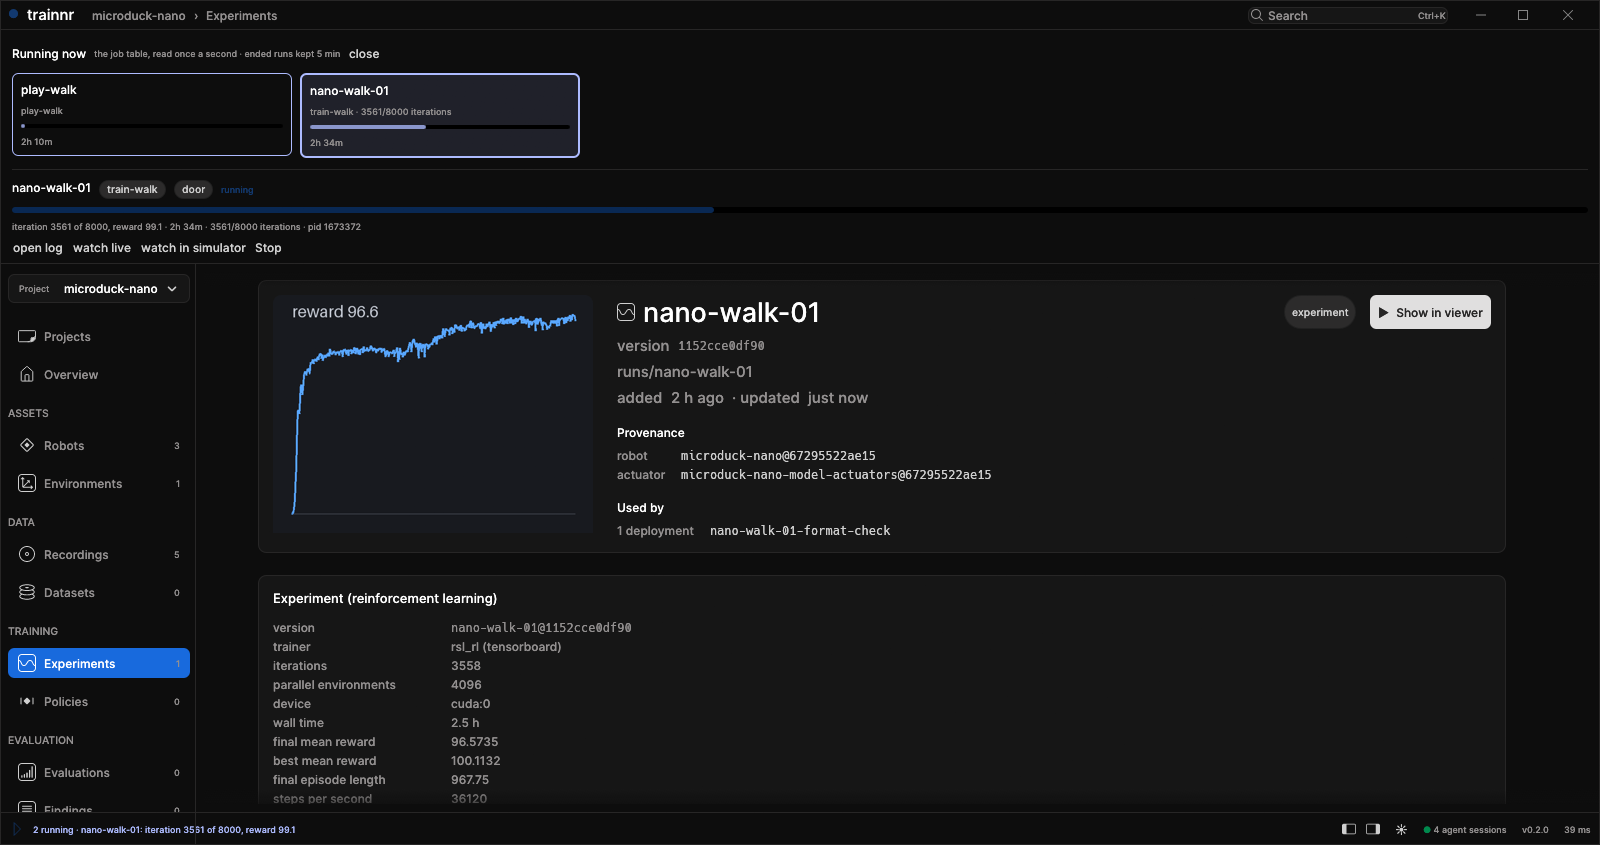 trainnr microduck-nano › Experiments Search Ctrl+K
Running now the job table, read once a second · ended runs kept 5 min close
play-walk
play-walk
2h 10m
nano-walk-01
train-walk · 3561/8000 iterations
2h 34m
nano-walk-01 train-walk door running
iteration 3561 of 8000, reward 99.1 · 2h 34m · 3561/8000 iterations · pid 1673372
open log watch live watch in simulator Stop
Project microduck-nano
Projects
Overview
ASSETS
Robots 3
Environments 1
DATA
Recordings 5
Datasets 0
TRAINING
Experiments 1
Policies 0
EVALUATION
Evaluations 0
Findings 0
reward 96.6
nano-walk-01
experiment
Show in viewer
version 1152cce0df90
runs/nano-walk-01
added 2 h ago · updated just now
Provenance
robot microduck-nano@67295522ae15
actuator microduck-nano-model-actuators@67295522ae15
Used by
1 deployment nano-walk-01-format-check
Experiment (reinforcement learning)
version nano-walk-01@1152cce0df90
trainer rsl_rl (tensorboard)
iterations 3558
parallel environments 4096
device cuda:0
wall time 2.5 h
final mean reward 96.5735
best mean reward 100.1132
final episode length 967.75
steps per second 36120
2 running · nano-walk-01: iteration 3561 of 8000, reward 99.1
4 agent sessions v0.2.0 39 ms